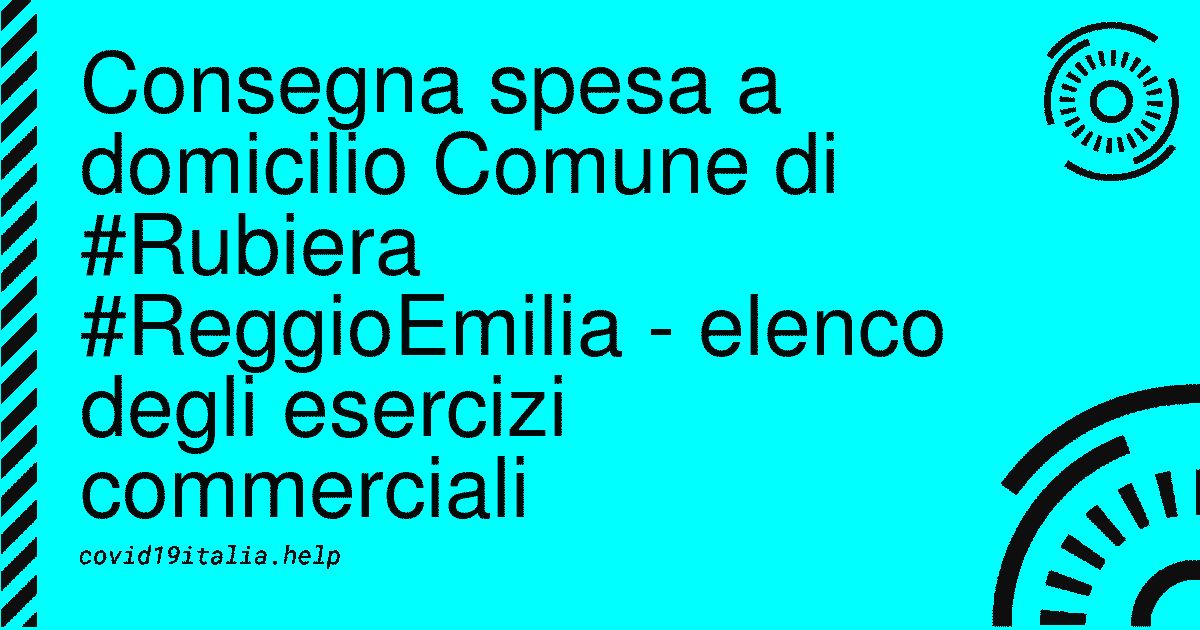 Consegna spesa a
domicilio Comune di
#Rubiera
#ReggioEmilia - elenco
degli esercizi
commerciali
covid19italia.help